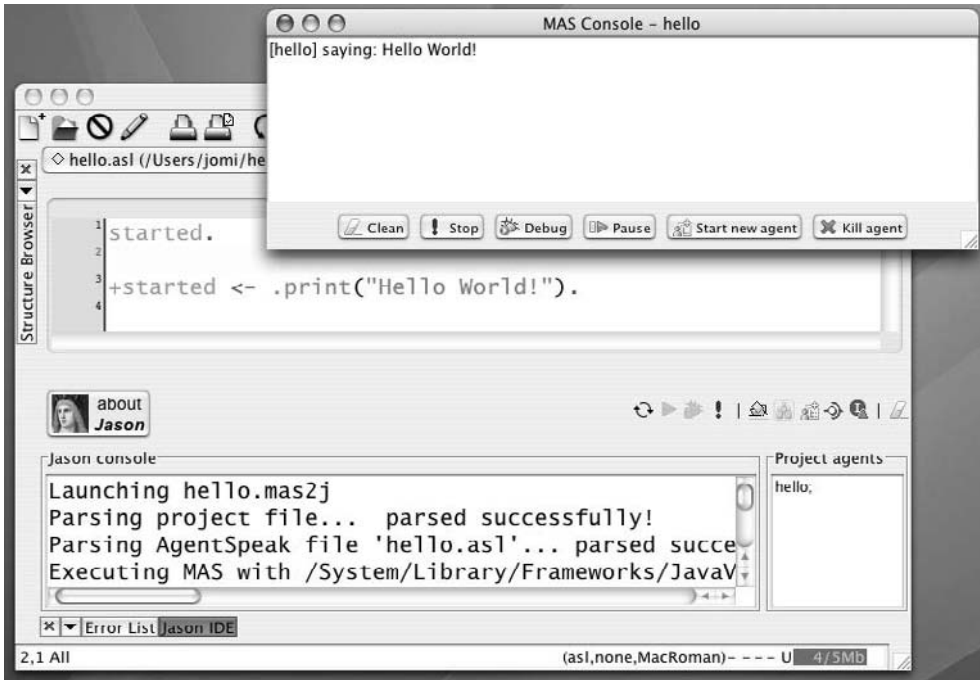 MAS Console – hello
[hello] saying: Hello World!
Clean
Stop
Debug
Pause
Start new agent
Kill agent
hello.asl (/Users/jomi/he
Structure Browser
1
started.
2
3
+started <- .print("Hello World!").
4
about
Jason
Jason console
Launching hello.mas2j
Parsing project file...  parsed successfully!
Parsing AgentSpeak file 'hello.asl'... parsed succe
Executing MAS with /System/Library/Frameworks/JavaV
Project agents
hello;
Error List
Jason IDE
2,1 All
(asl,none,MacRoman)- - - - U
4/5Mb